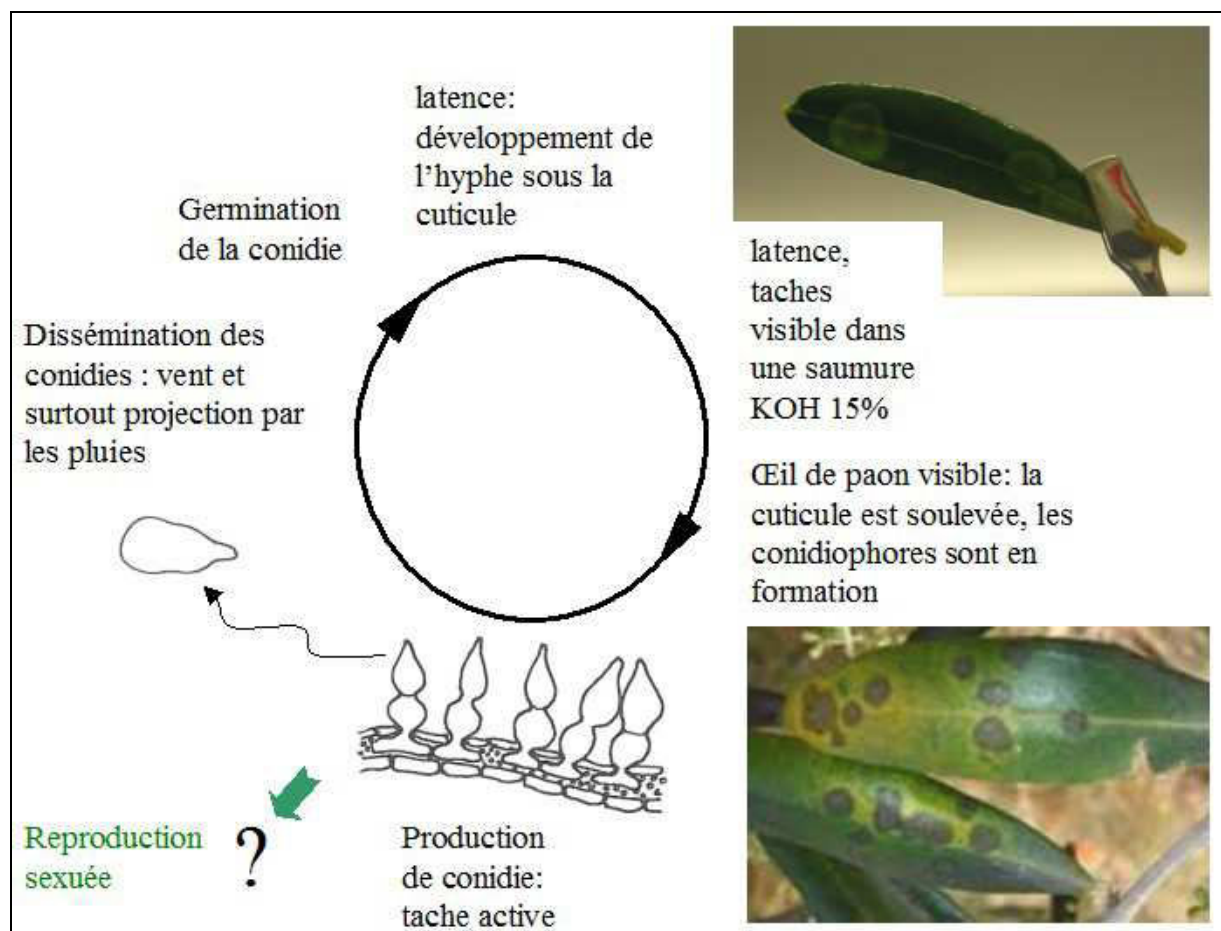 latence:
développement de
l'hyphe sous la
cuticule
Germination
de la conidie
Dissémination des
conidies : vent et
surtout projection par
les pluies
latence,
taches
visible dans
une saumure
KOH 15%
Œil de paon visible: la
cuticule est soulevée, les
conidiophores sont en
formation
Reproduction
sexuée
?
Production
de conidie:
tache active